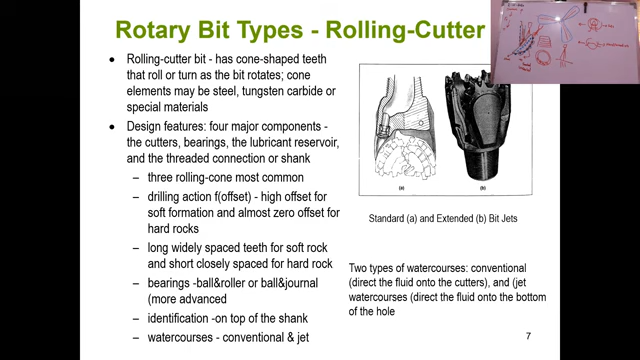 Rotary Bit Types - Rolling-Cutter
Rolling-cutter bit - has cone-shaped teeth
that roll or turn as the bit rotates; cone
elements may be steel, tungsten carbide or
special materials
Design features: four major components -
the cutters, bearings, the lubricant reservoir,
and the threaded connection or shank
– three rolling-cone most common
– drilling action f(offset) - high offset for
soft formation and almost zero offset for
hard rocks
– long widely spaced teeth for soft rock
and short closely spaced for hard rock
– bearings -ball&roller or ball&journal
(more advanced
– identification -on top of the shank
– watercourses - conventional & jet
(a)
(b)
Standard (a) and Extended (b) Bit Jets
Two types of watercourses: conventional
(direct the fluid onto the cutters), and (jet
watercourses (direct the fluid onto the bottom
of the hole
7